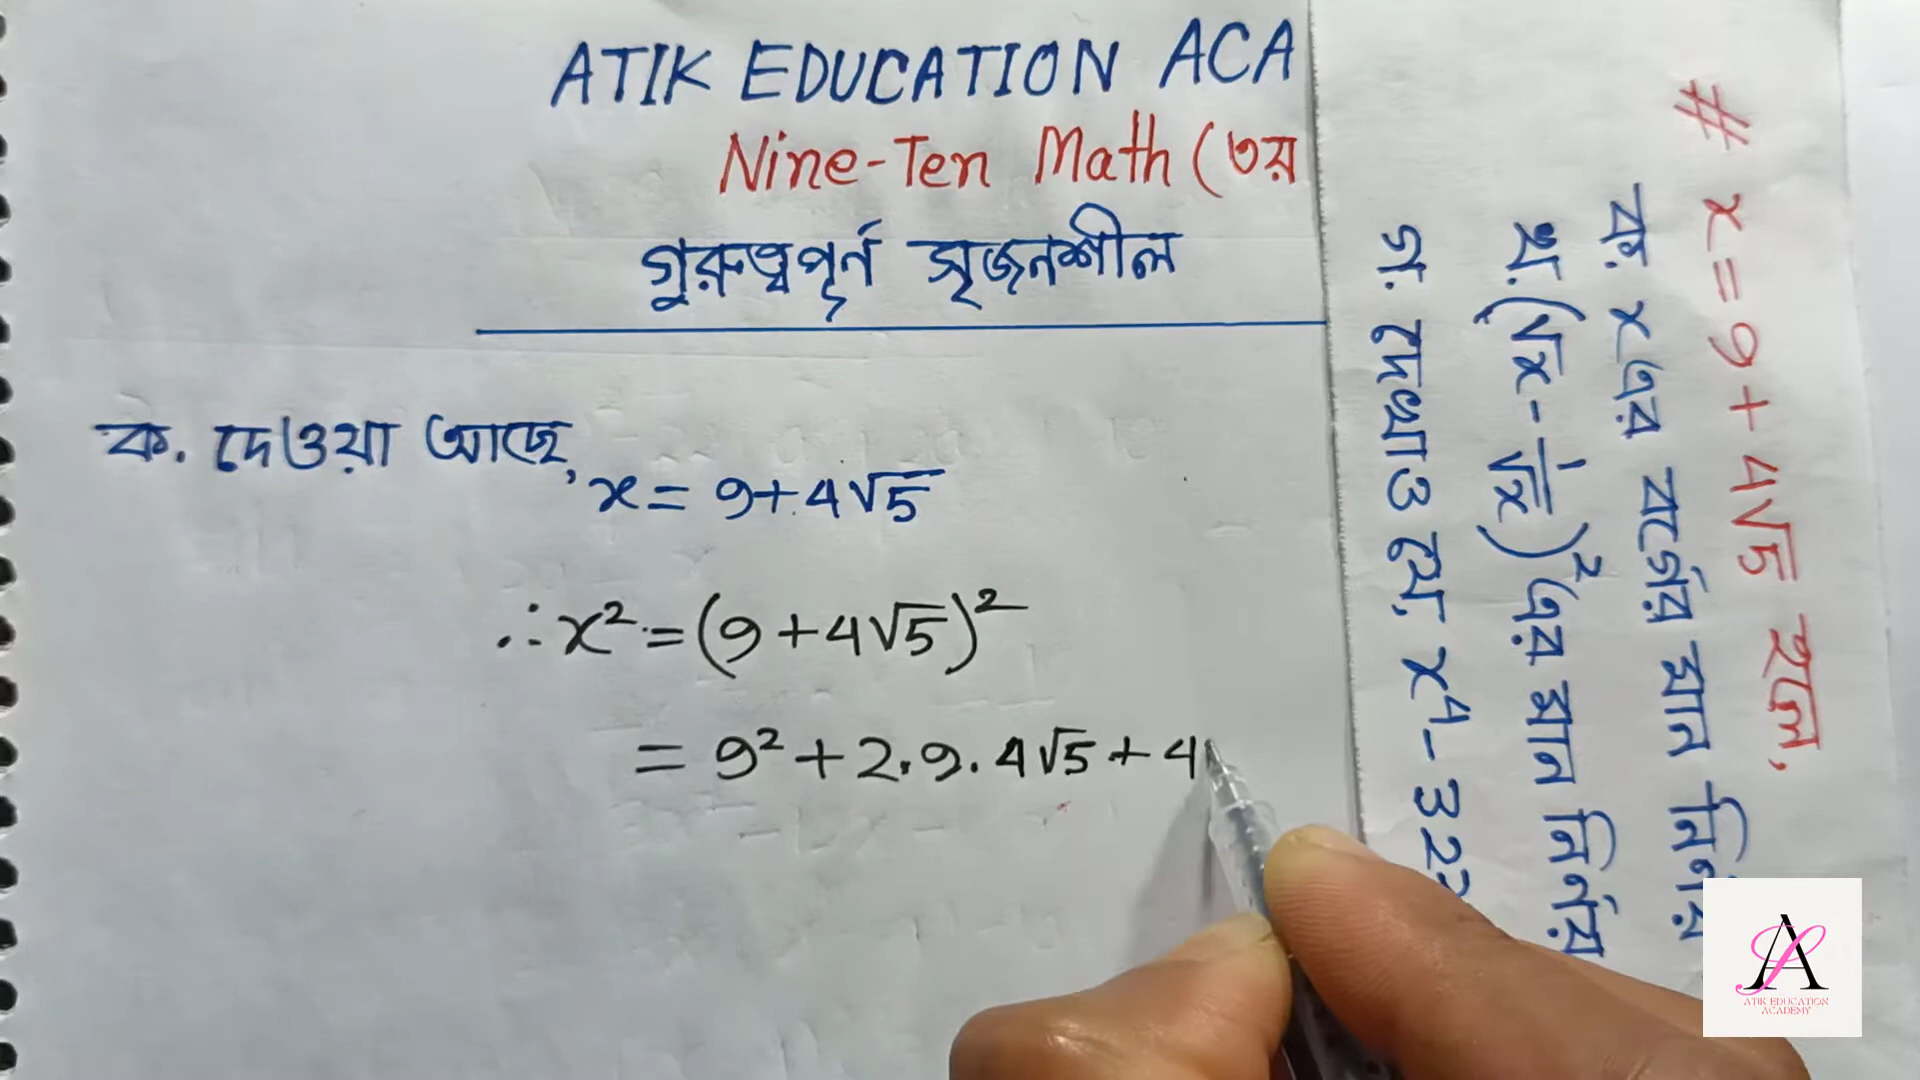 ATIK EDUCATION ACA
Nine-Ten Math (৩য়
গুরুত্বপূর্ন সৃজনশীল
ক. দেওয়া আছে,
x = 9+4√5
∴ x² = (9+4√5)²
= 9² + 2.9.4√5 + 4
# x = 9 + 4√5 হলে,
ক. x এর বর্গের মান নির্ণয়
খ. (√x - 1/√x)² এর মান নির্ণয়
গ. দেখাও যে, x⁴ - 322
ATIK EDUCATION
ACADEMY